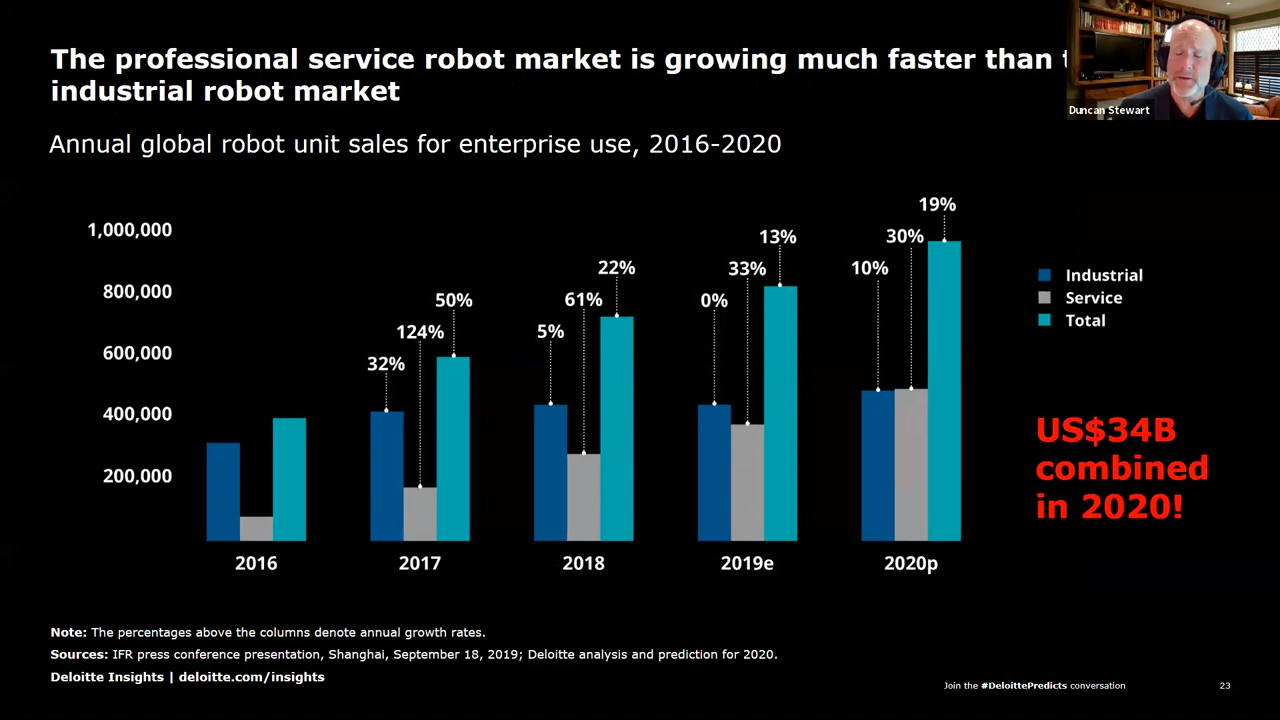 The professional service robot market is growing much faster than
industrial robot market
Duncan Stewart
Annual global robot unit sales for enterprise use, 2016-2020
1,000,000
800,000
600,000
400,000
200,000
32%
124%
50%
5%
61%
22%
0%
33%
13%
10%
30%
19%
2016
2017
2018
2019e
2020p
Industrial
Service
Total
US$34B
combined
in 2020!
Note: The percentages above the columns denote annual growth rates.
Sources: IFR press conference presentation, Shanghai, September 18, 2019; Deloitte analysis and prediction for 2020.
Deloitte Insights | deloitte.com/insights
Join the #DeloittePredicts conversation
23